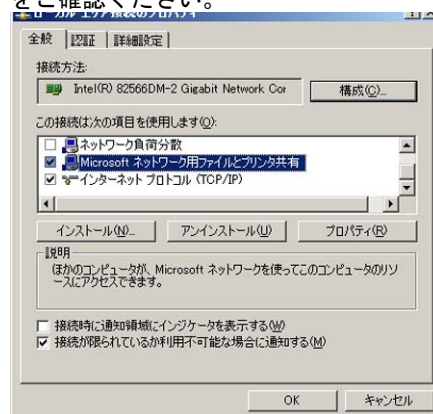 をご確認ください。
ローカル エリア接続のプロパティ
全般
認証
詳細設定
接続方法:
Intel(R) 82566DM-2 Gigabit Network Cor
構成(C)...
この接続は次の項目を使用します(O):
ネットワーク負荷分散
Microsoft ネットワーク用ファイルとプリンタ共有
インターネット プロトコル (TCP/IP)
インストール(N)...
アンインストール(U)
プロパティ(R)
説明
ほかのコンピュータが、Microsoft ネットワークを使ってこのコンピュータのリソ
ースにアクセスできます。
接続時に通知領域にインジケータを表示する(W)
接続が限られているか利用不可能な場合に通知する(M)
OK
キャンセル